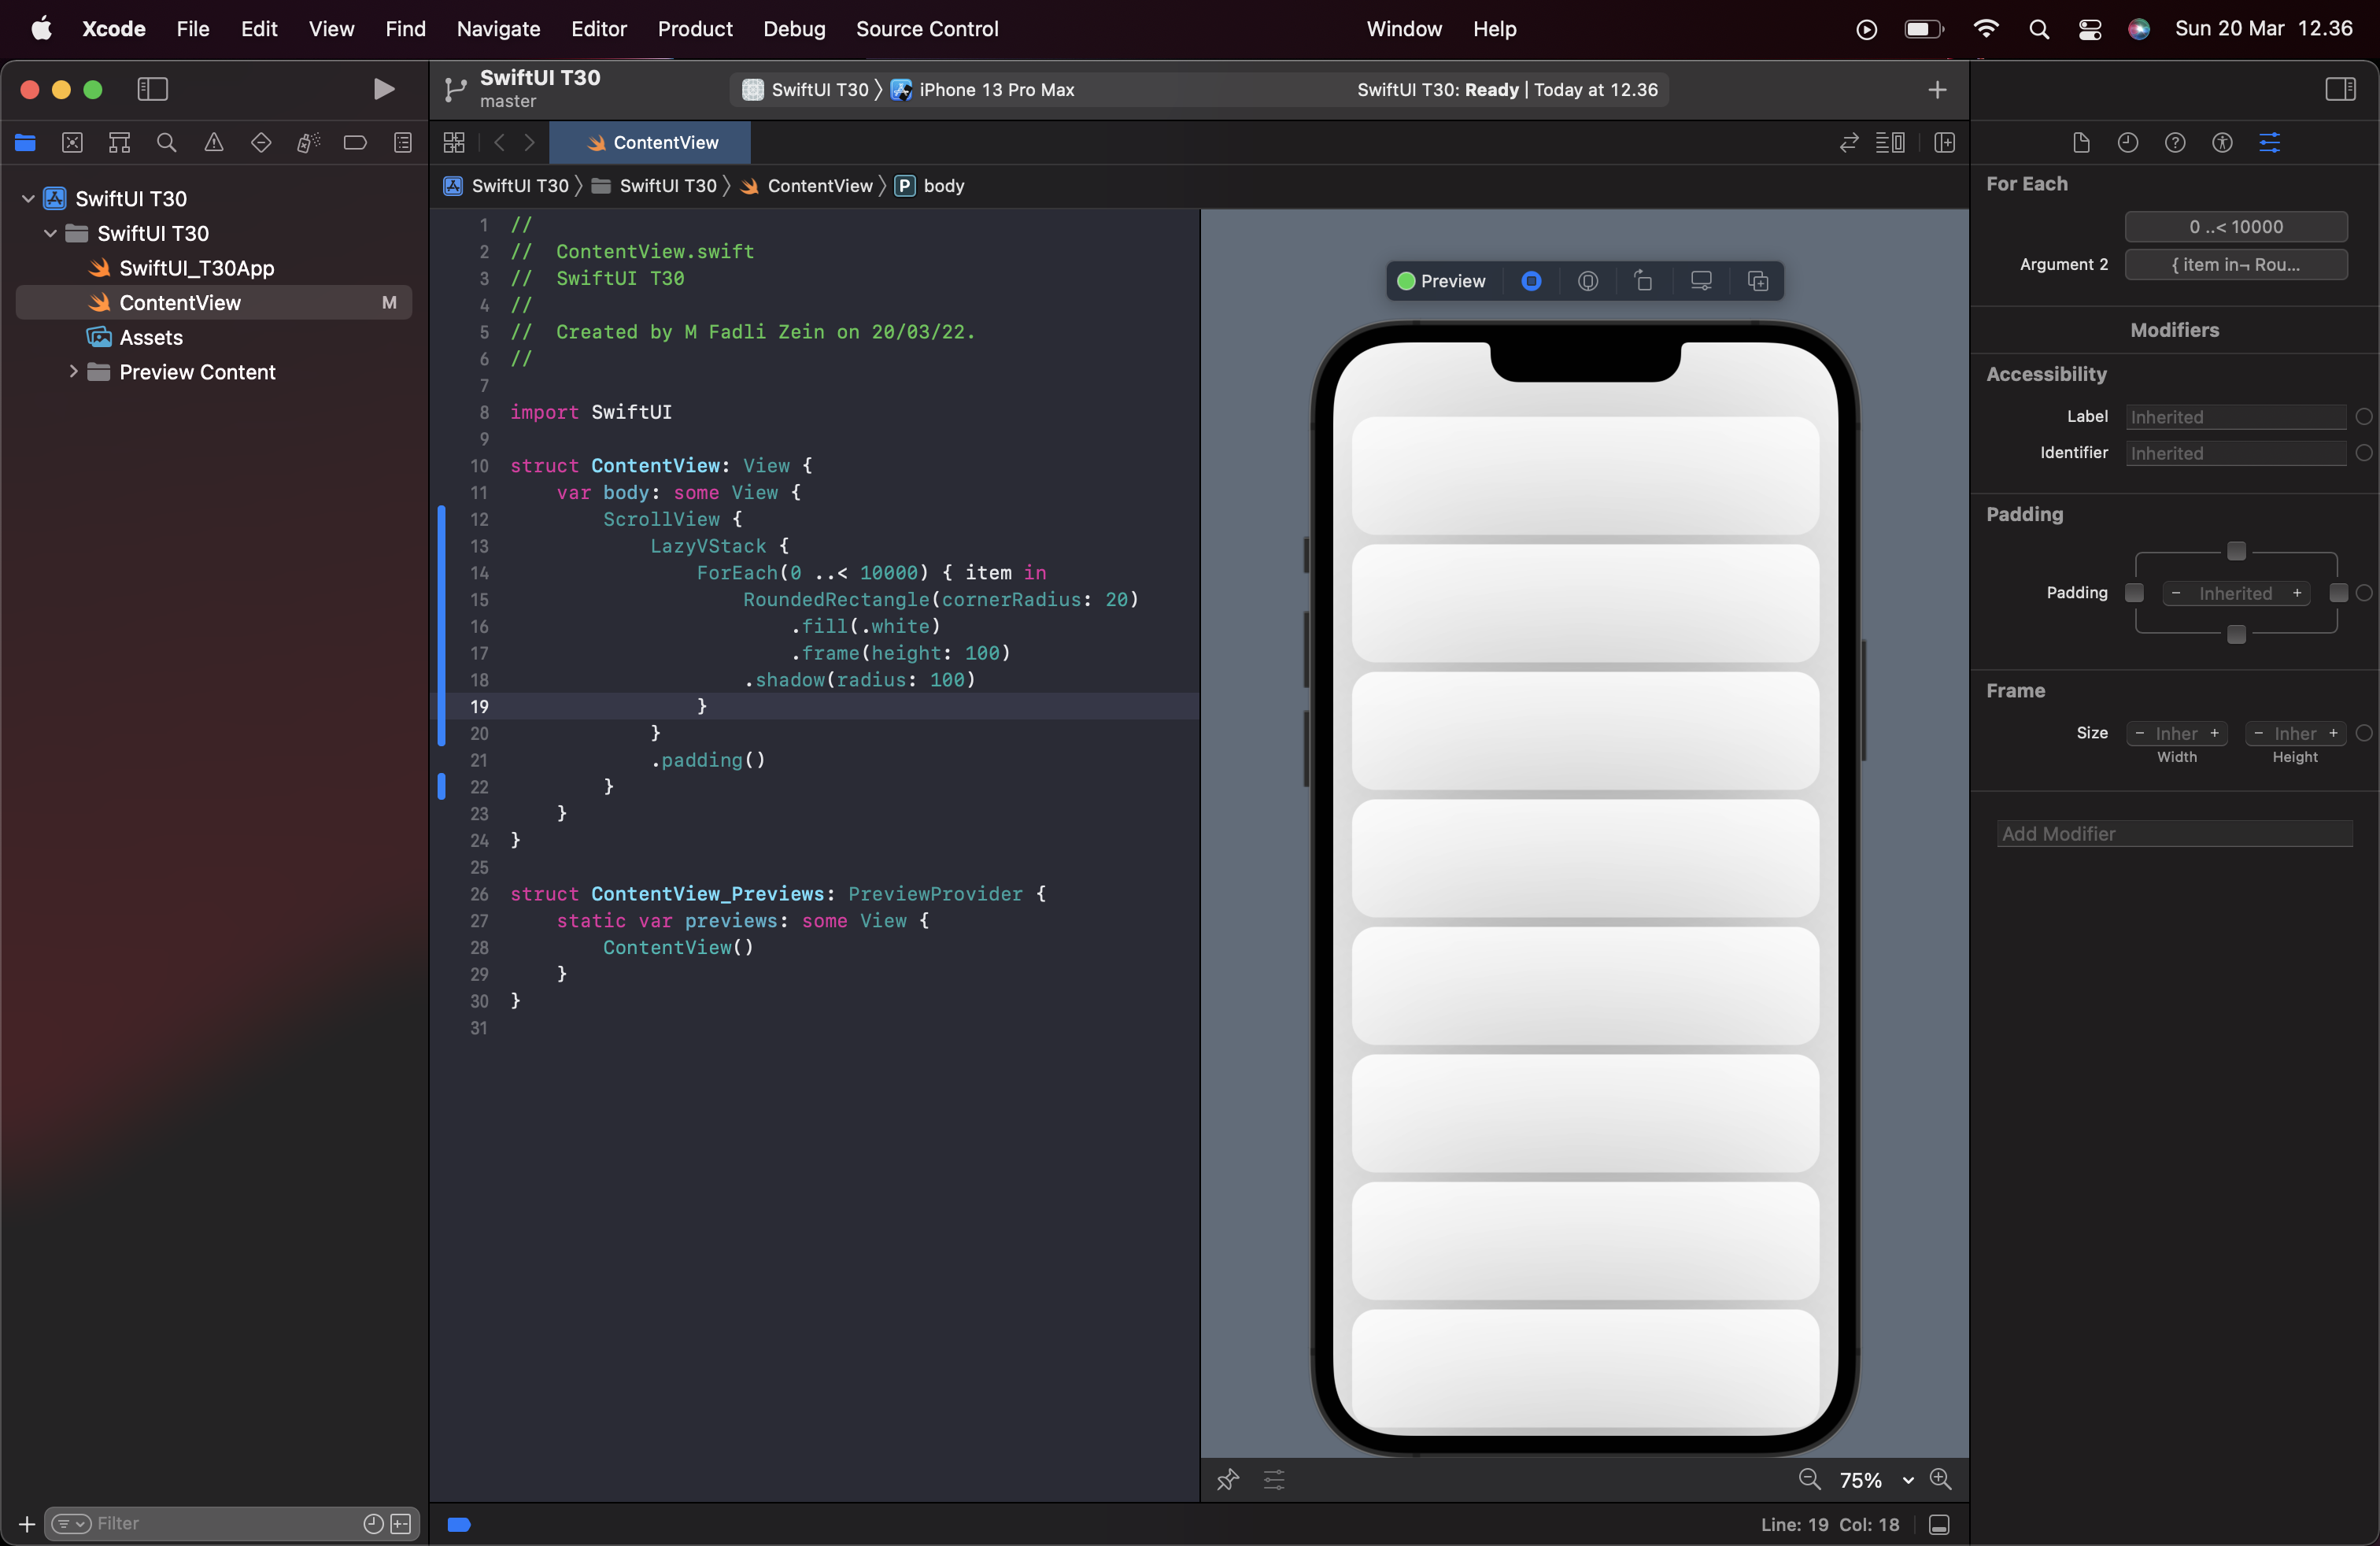 Xcode File Edit View Find Navigate Editor Product Debug Source Control Window Help Sun 20 Mar 12.36
SwiftUI T30
master
SwiftUI T30 iPhone 13 Pro Max
SwiftUI T30: Ready | Today at 12.36
ContentView
SwiftUI T30 SwiftUI T30 ContentView P body
SwiftUI T30
SwiftUI T30
SwiftUI_T30App
ContentView M
Assets
Preview Content
Filter
1 //
2 //  ContentView.swift
3 //  SwiftUI T30
4 //
5 //  Created by M Fadli Zein on 20/03/22.
6 //
7
8 import SwiftUI
9
10 struct ContentView: View {
11     var body: some View {
12         ScrollView {
13             LazyVStack {
14                 ForEach(0 ..< 10000) { item in
15                     RoundedRectangle(cornerRadius: 20)
16                         .fill(.white)
17                         .frame(height: 100)
18                     .shadow(radius: 100)
19                 }
20             }
21             .padding()
22         }
23     }
24 }
25
26 struct ContentView_Previews: PreviewProvider {
27     static var previews: some View {
28         ContentView()
29     }
30 }
31
Preview
75%
Line: 19 Col: 18
For Each
0 ..< 10000
Argument 2 { item in¬ Rou...
Modifiers
Accessibility
Label Inherited
Identifier Inherited
Padding
Padding - Inherited +
Frame
Size - Inher + - Inher +
Width Height
Add Modifier